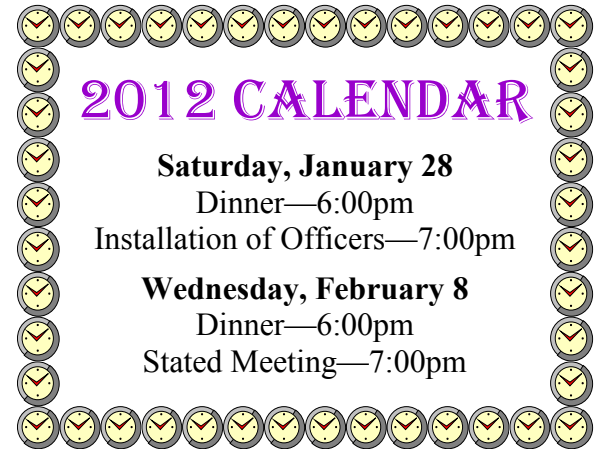 2012 CALENDAR
Saturday, January 28
Dinner—6:00pm
Installation of Officers—7:00pm
Wednesday, February 8
Dinner—6:00pm
Stated Meeting—7:00pm